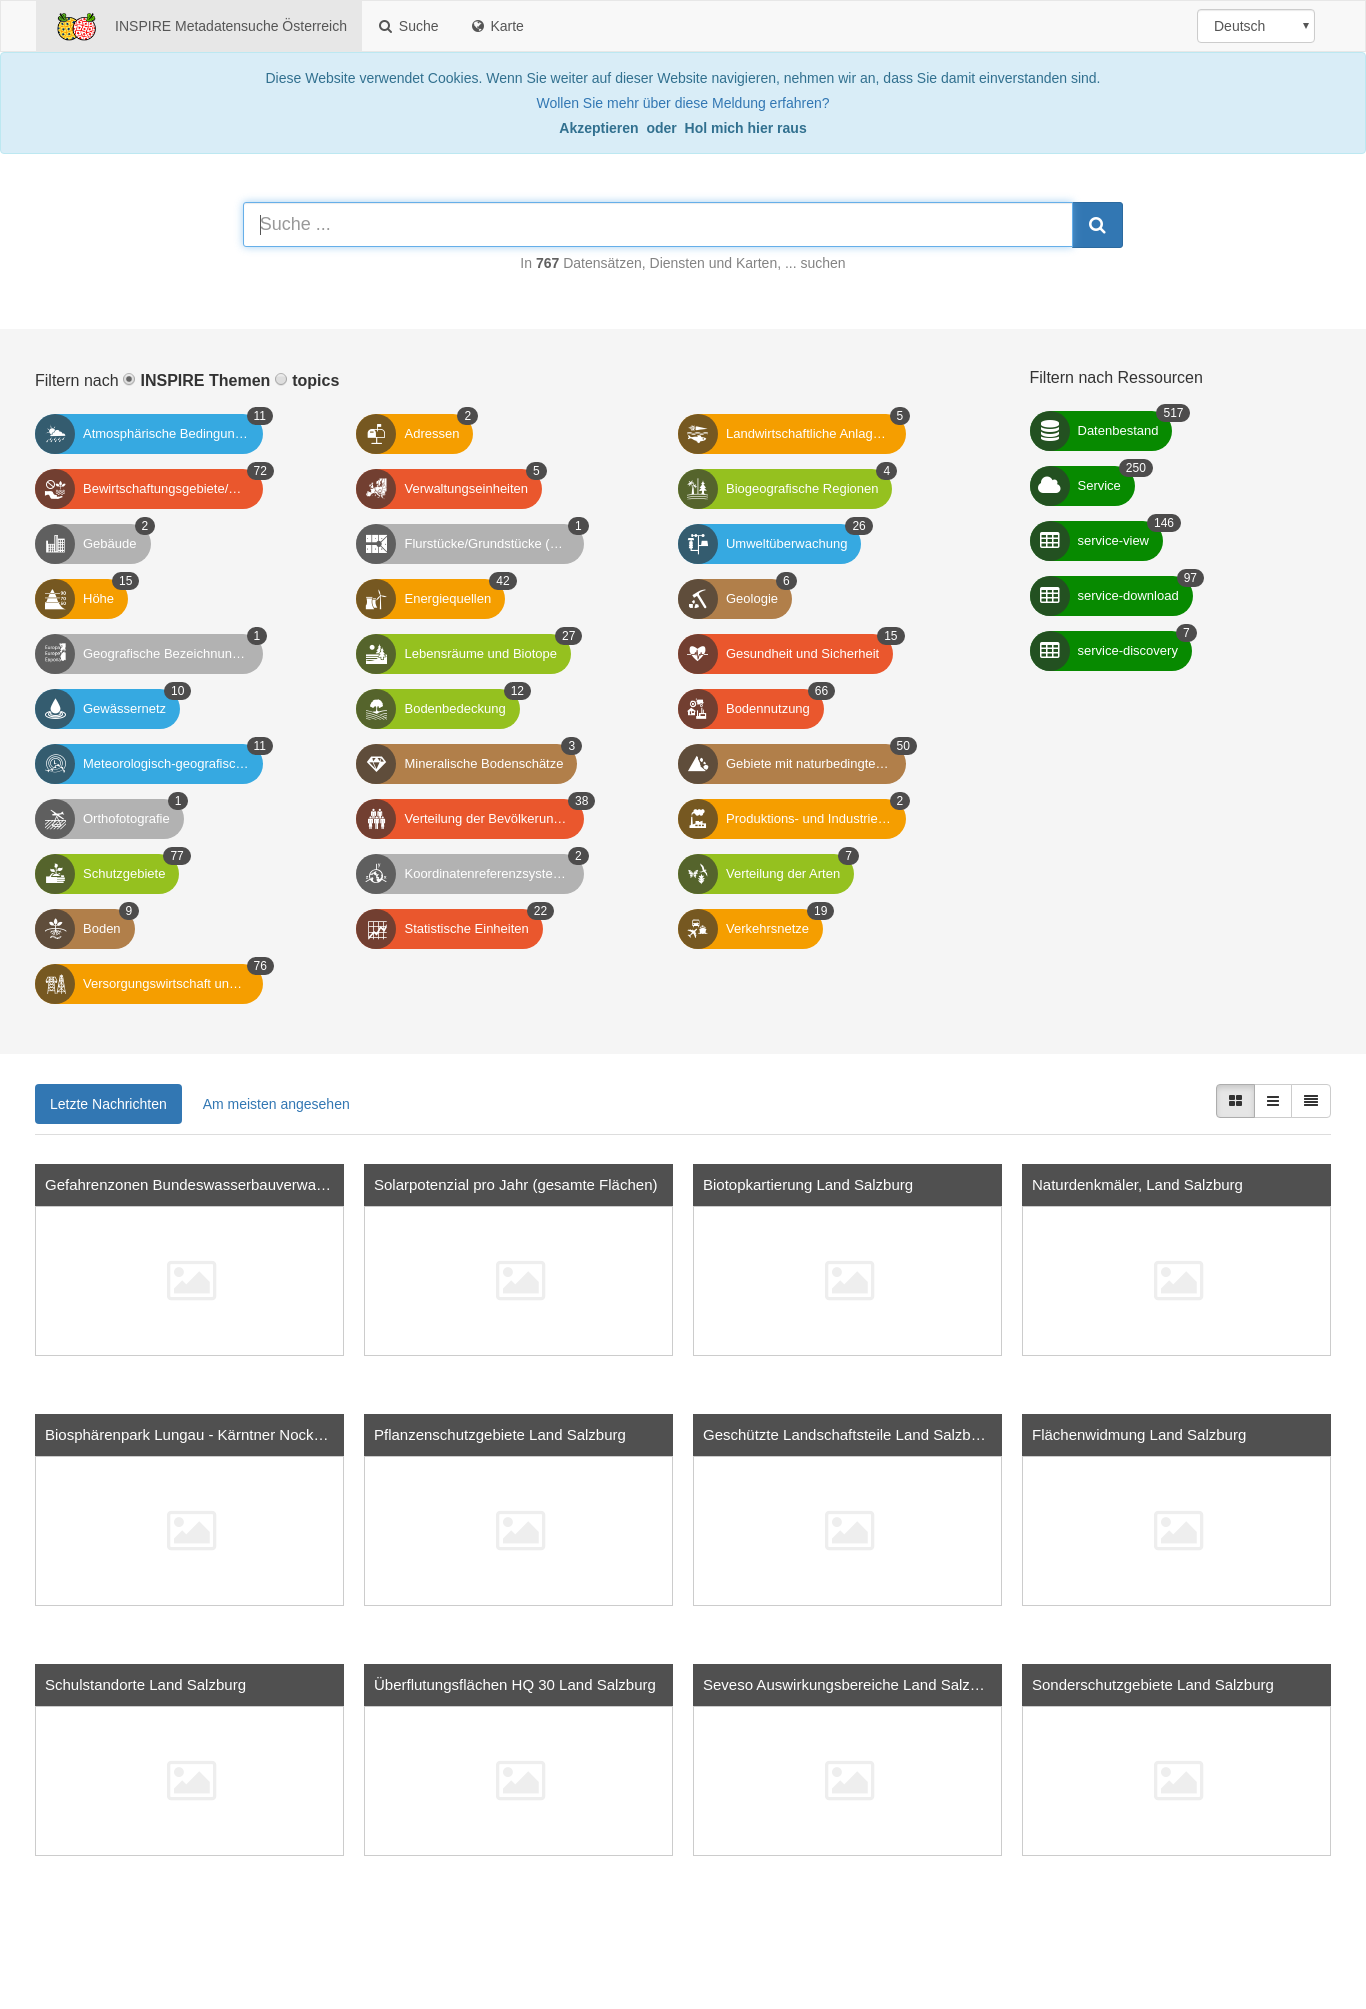 INSPIRE Metadatensuche Österreich
Suche
Karte
Deutsch
Diese Website verwendet Cookies. Wenn Sie weiter auf dieser Website navigieren, nehmen wir an, dass Sie damit einverstanden sind.
Wollen Sie mehr über diese Meldung erfahren?
Akzeptieren oder Hol mich hier raus
Suche ...
In 767 Datensätzen, Diensten und Karten, ... suchen
Filtern nach INSPIRE Themen topics
Atmosphärische Bedingun… 11
Adressen 2
Landwirtschaftliche Anlag… 5
Bewirtschaftungsgebiete/… 72
Verwaltungseinheiten 5
Biogeografische Regionen 4
Gebäude 2
Flurstücke/Grundstücke (… 1
Umweltüberwachung 26
Höhe 15
Energiequellen 42
Geologie 6
Geografische Bezeichnun… 1
Lebensräume und Biotope 27
Gesundheit und Sicherheit 15
Gewässernetz 10
Bodenbedeckung 12
Bodennutzung 66
Meteorologisch-geografisc… 11
Mineralische Bodenschätze 3
Gebiete mit naturbedingte… 50
Orthofotografie 1
Verteilung der Bevölkerun… 38
Produktions- und Industrie… 2
Schutzgebiete 77
Koordinatenreferenzsyste… 2
Verteilung der Arten 7
Boden 9
Statistische Einheiten 22
Verkehrsnetze 19
Versorgungswirtschaft un… 76
Filtern nach Ressourcen
Datenbestand 517
Service 250
service-view 146
service-download 97
service-discovery 7
Letzte Nachrichten
Am meisten angesehen
Gefahrenzonen Bundeswasserbauverwa…
Solarpotenzial pro Jahr (gesamte Flächen)
Biotopkartierung Land Salzburg
Naturdenkmäler, Land Salzburg
Biosphärenpark Lungau - Kärntner Nock…
Pflanzenschutzgebiete Land Salzburg
Geschützte Landschaftsteile Land Salzb…
Flächenwidmung Land Salzburg
Schulstandorte Land Salzburg
Überflutungsflächen HQ 30 Land Salzburg
Seveso Auswirkungsbereiche Land Salz…
Sonderschutzgebiete Land Salzburg